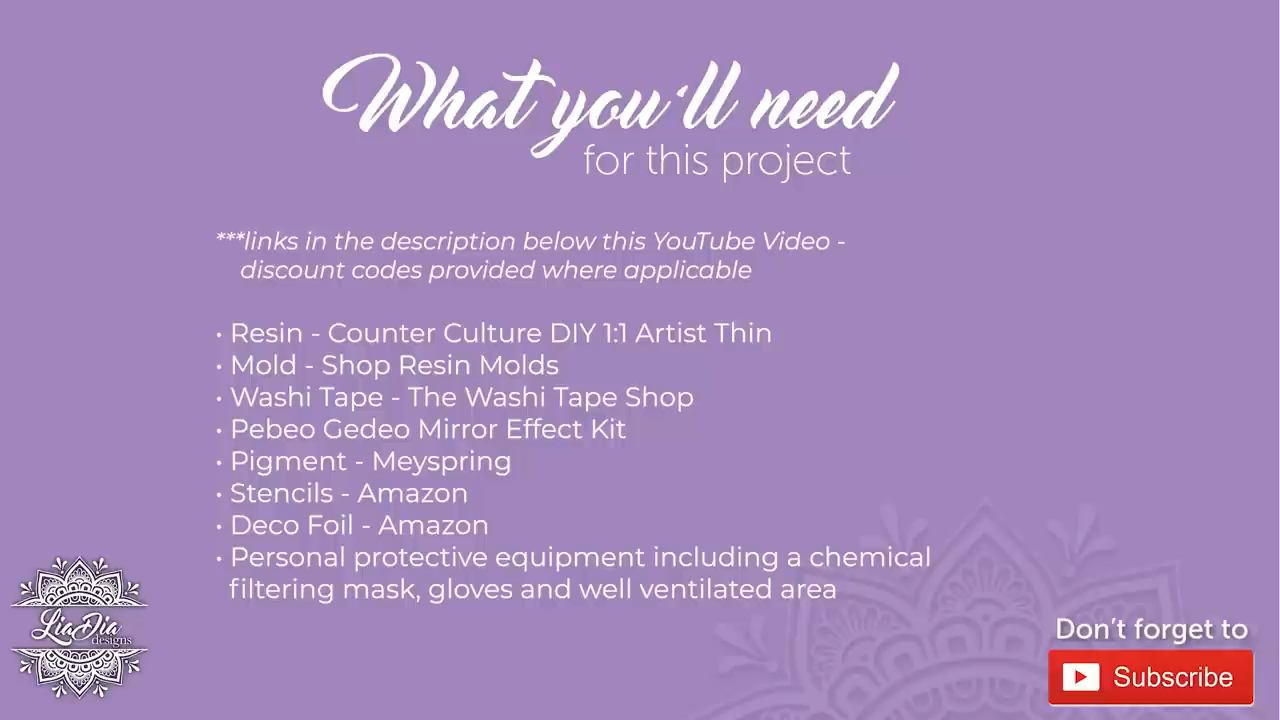 What you'll need
for this project
***links in the description below this YouTube Video -
discount codes provided where applicable
• Resin - Counter Culture DIY 1:1 Artist Thin
• Mold - Shop Resin Molds
• Washi Tape - The Washi Tape Shop
• Pebeo Gedeo Mirror Effect Kit
• Pigment - Meyspring
• Stencils - Amazon
• Deco Foil - Amazon
• Personal protective equipment including a chemical
filtering mask, gloves and well ventilated area
LiaDia
designs
Don't forget to
Subscribe